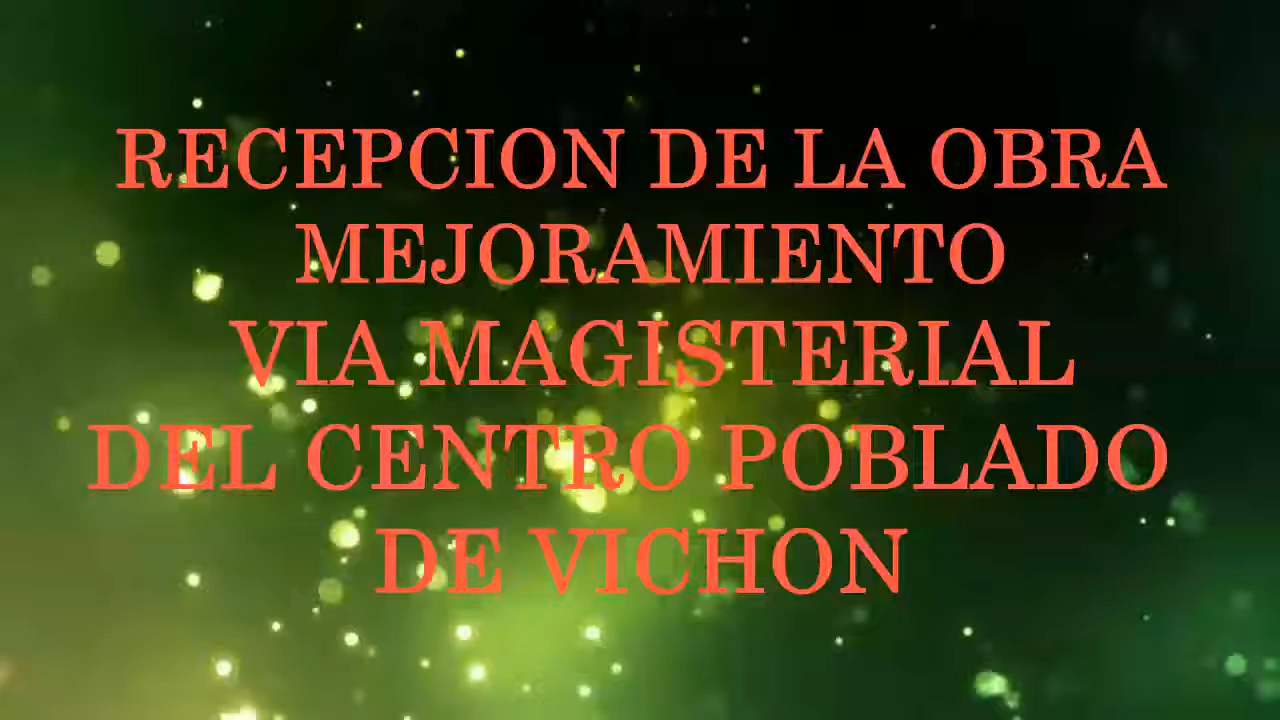 RECEPCION DE LA OBRA
MEJORAMIENTO
VIA MAGISTERIAL
DEL CENTRO POBLADO
DE VICHON